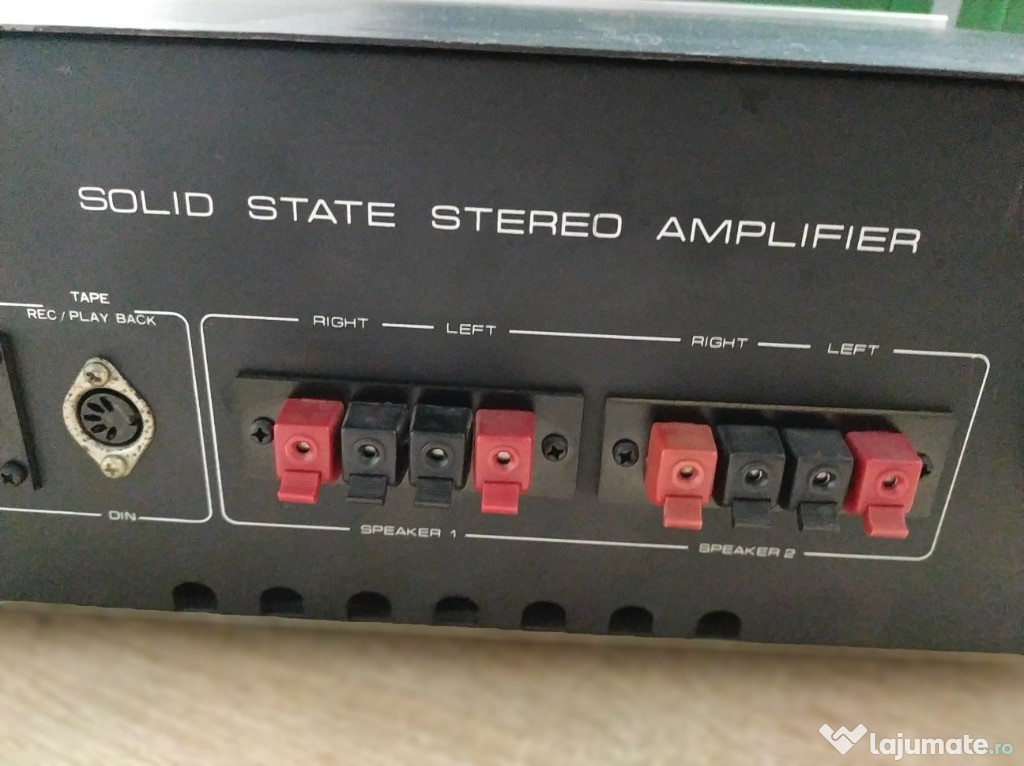 SOLID STATE STEREO AMPLIFIER
TAPE
REC / PLAY BACK
RIGHT LEFT
RIGHT LEFT
DIN
SPEAKER 1
SPEAKER 2
lajumate.ro